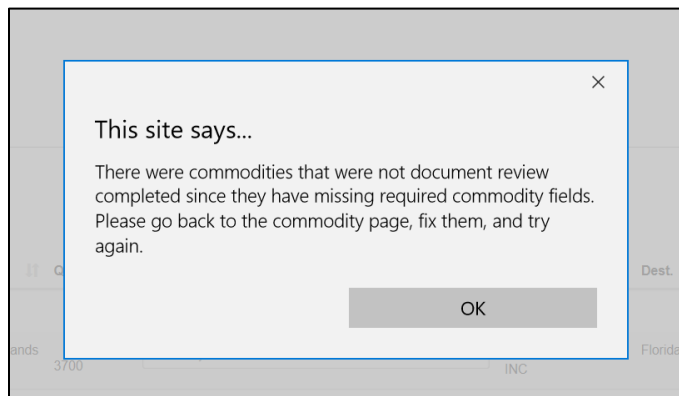 This site says...
There were commodities that were not document review
completed since they have missing required commodity fields.
Please go back to the commodity page, fix them, and try
again.
Q
Dest.
OK
ands
Florida
3700
INC